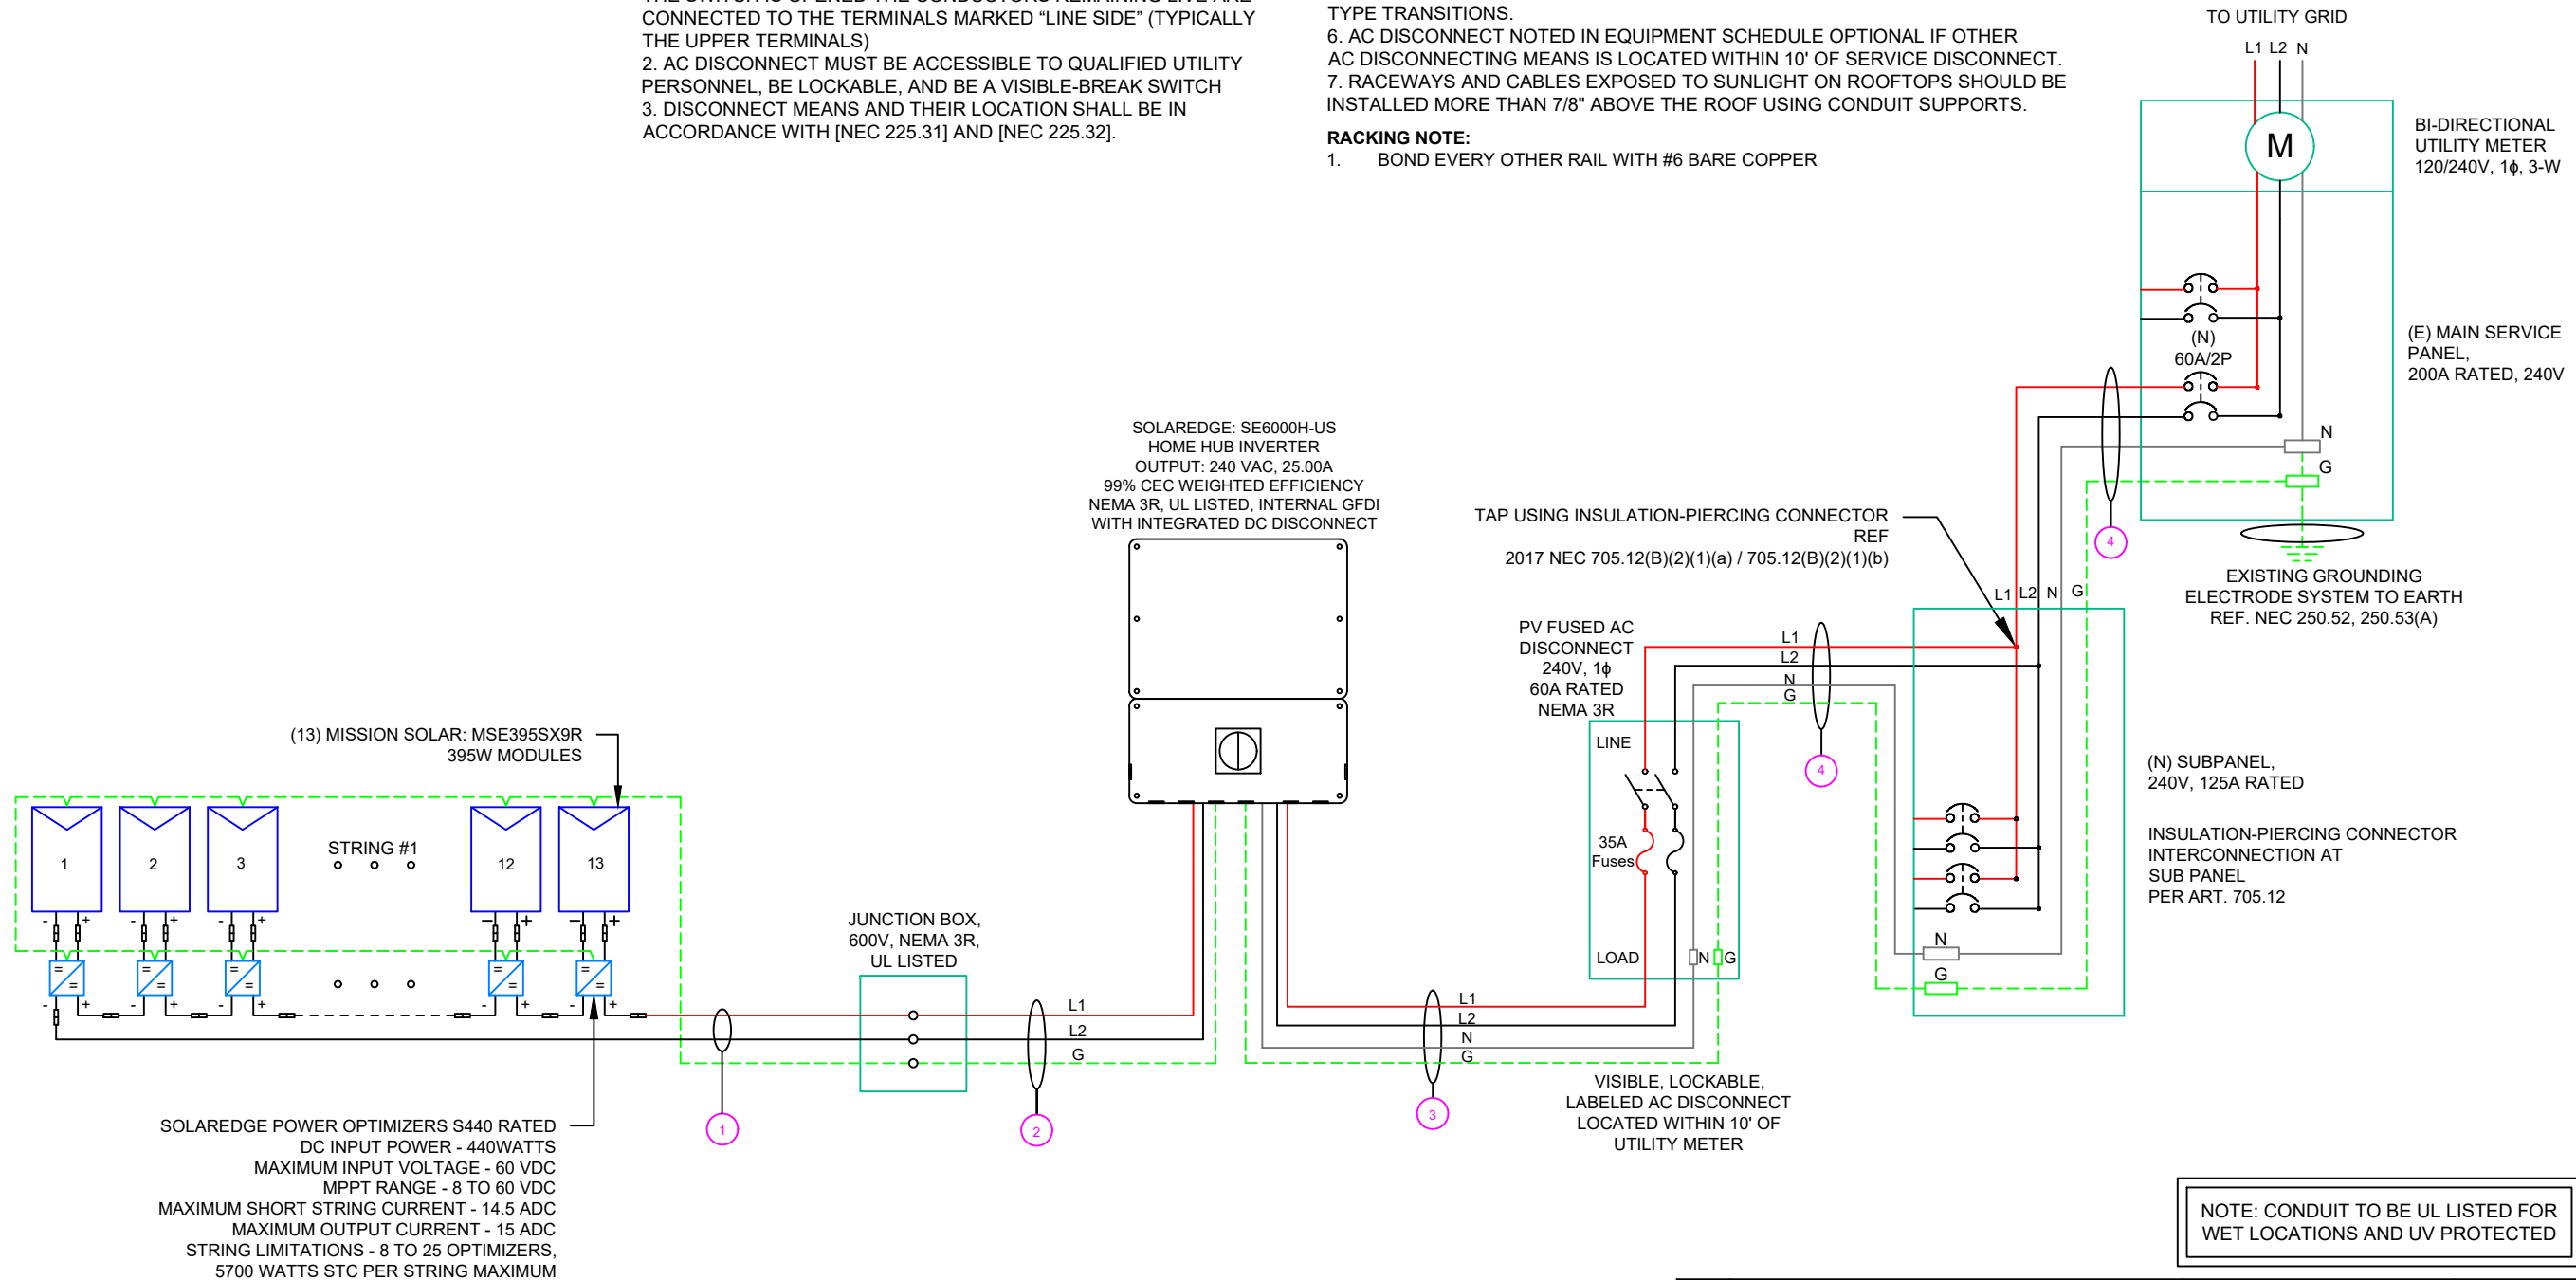 THE SWITCH IS OPENED THE CONDUCTORS REMAINING LIVE ARE
CONNECTED TO THE TERMINALS MARKED “LINE SIDE” (TYPICALLY
THE UPPER TERMINALS)
2. AC DISCONNECT MUST BE ACCESSIBLE TO QUALIFIED UTILITY
PERSONNEL, BE LOCKABLE, AND BE A VISIBLE-BREAK SWITCH
3. DISCONNECT MEANS AND THEIR LOCATION SHALL BE IN
ACCORDANCE WITH [NEC 225.31] AND [NEC 225.32].
TYPE TRANSITIONS.
6. AC DISCONNECT NOTED IN EQUIPMENT SCHEDULE OPTIONAL IF OTHER
AC DISCONNECTING MEANS IS LOCATED WITHIN 10' OF SERVICE DISCONNECT.
7. RACEWAYS AND CABLES EXPOSED TO SUNLIGHT ON ROOFTOPS SHOULD BE
INSTALLED MORE THAN 7/8" ABOVE THE ROOF USING CONDUIT SUPPORTS.
RACKING NOTE:
1. BOND EVERY OTHER RAIL WITH #6 BARE COPPER
TO UTILITY GRID
L1 L2 N
M
BI-DIRECTIONAL
UTILITY METER
120/240V, 1ϕ, 3-W
(N)
60A/2P
(E) MAIN SERVICE
PANEL,
200A RATED, 240V
N
G
4
EXISTING GROUNDING
ELECTRODE SYSTEM TO EARTH
REF. NEC 250.52, 250.53(A)
SOLAREDGE: SE6000H-US
HOME HUB INVERTER
OUTPUT: 240 VAC, 25.00A
99% CEC WEIGHTED EFFICIENCY
NEMA 3R, UL LISTED, INTERNAL GFDI
WITH INTEGRATED DC DISCONNECT
TAP USING INSULATION-PIERCING CONNECTOR
REF
2017 NEC 705.12(B)(2)(1)(a) / 705.12(B)(2)(1)(b)
L1 L2 N G
PV FUSED AC
DISCONNECT
240V, 1ϕ
60A RATED
NEMA 3R
L1
L2
N
G
4
LINE
35A
Fuses
LOAD
N G
(N) SUBPANEL,
240V, 125A RATED
INSULATION-PIERCING CONNECTOR
INTERCONNECTION AT
SUB PANEL
PER ART. 705.12
N
G
(13) MISSION SOLAR: MSE395SX9R
395W MODULES
STRING #1
1 2 3 12 13
- + - + - + - + - +
= = = = = = = = = =
- + - + - + - + - +
JUNCTION BOX,
600V, NEMA 3R,
UL LISTED
L1
L2
G
1
2
L1
L2
N
G
3
VISIBLE, LOCKABLE,
LABELED AC DISCONNECT
LOCATED WITHIN 10' OF
UTILITY METER
SOLAREDGE POWER OPTIMIZERS S440 RATED
DC INPUT POWER - 440WATTS
MAXIMUM INPUT VOLTAGE - 60 VDC
MPPT RANGE - 8 TO 60 VDC
MAXIMUM SHORT STRING CURRENT - 14.5 ADC
MAXIMUM OUTPUT CURRENT - 15 ADC
STRING LIMITATIONS - 8 TO 25 OPTIMIZERS,
5700 WATTS STC PER STRING MAXIMUM
NOTE: CONDUIT TO BE UL LISTED FOR
WET LOCATIONS AND UV PROTECTED